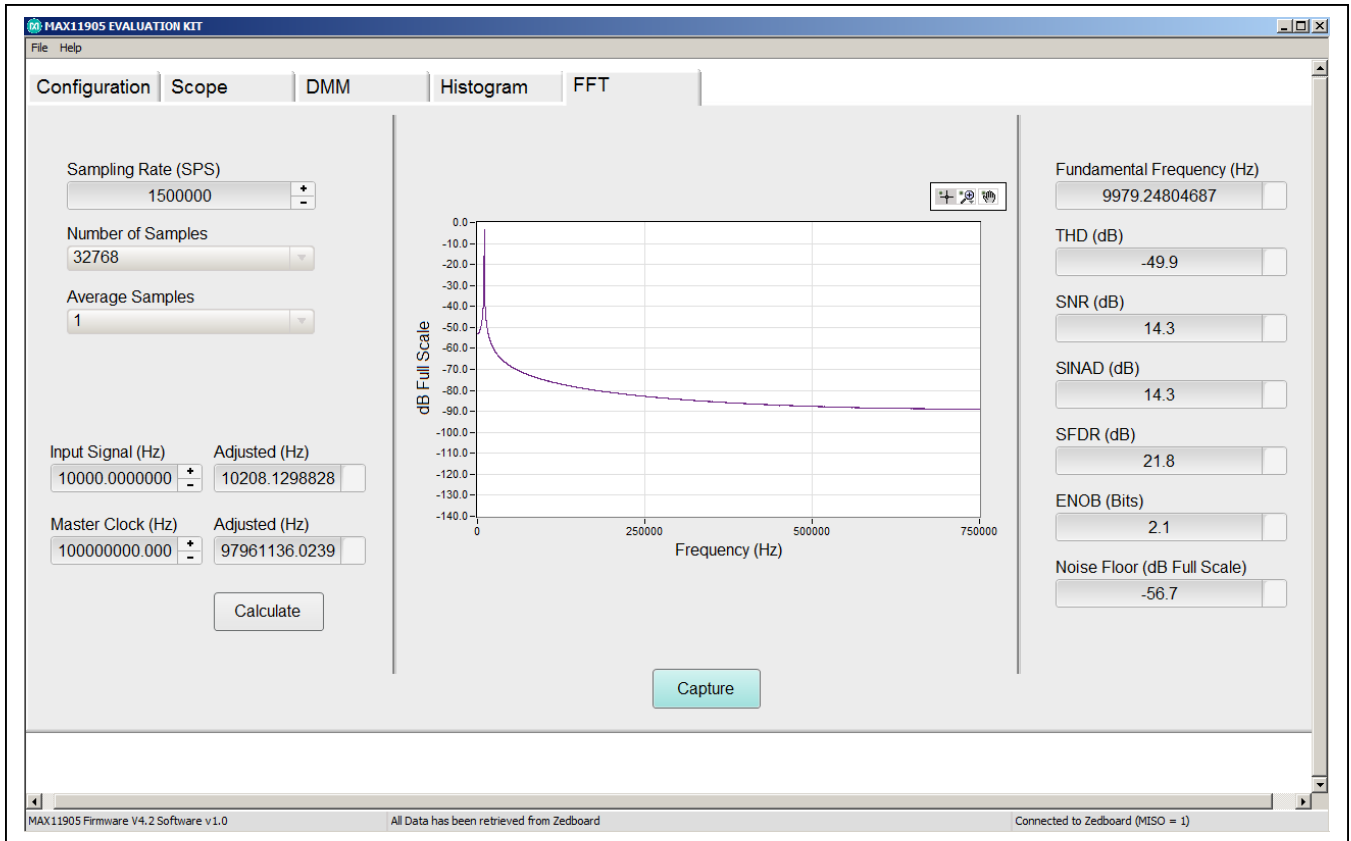 MAX11905 EVALUATION KIT
File Help
Configuration Scope DMM Histogram FFT
Sampling Rate (SPS)
1500000
Number of Samples
32768
Average Samples
1
Input Signal (Hz) Adjusted (Hz)
10000.0000000 10208.1298828
Master Clock (Hz) Adjusted (Hz)
100000000.000 97961136.0239
Calculate
dB Full Scale
0.0
-10.0
-20.0
-30.0
-40.0
-50.0
-60.0
-70.0
-80.0
-90.0
-100.0
-110.0
-120.0
-130.0
-140.0
0 250000 500000 750000
Frequency (Hz)
Capture
Fundamental Frequency (Hz)
9979.24804687
THD (dB)
-49.9
SNR (dB)
14.3
SINAD (dB)
14.3
SFDR (dB)
21.8
ENOB (Bits)
2.1
Noise Floor (dB Full Scale)
-56.7
MAX11905 Firmware V4.2 Software v1.0 All Data has been retrieved from Zedboard Connected to Zedboard (MISO = 1)